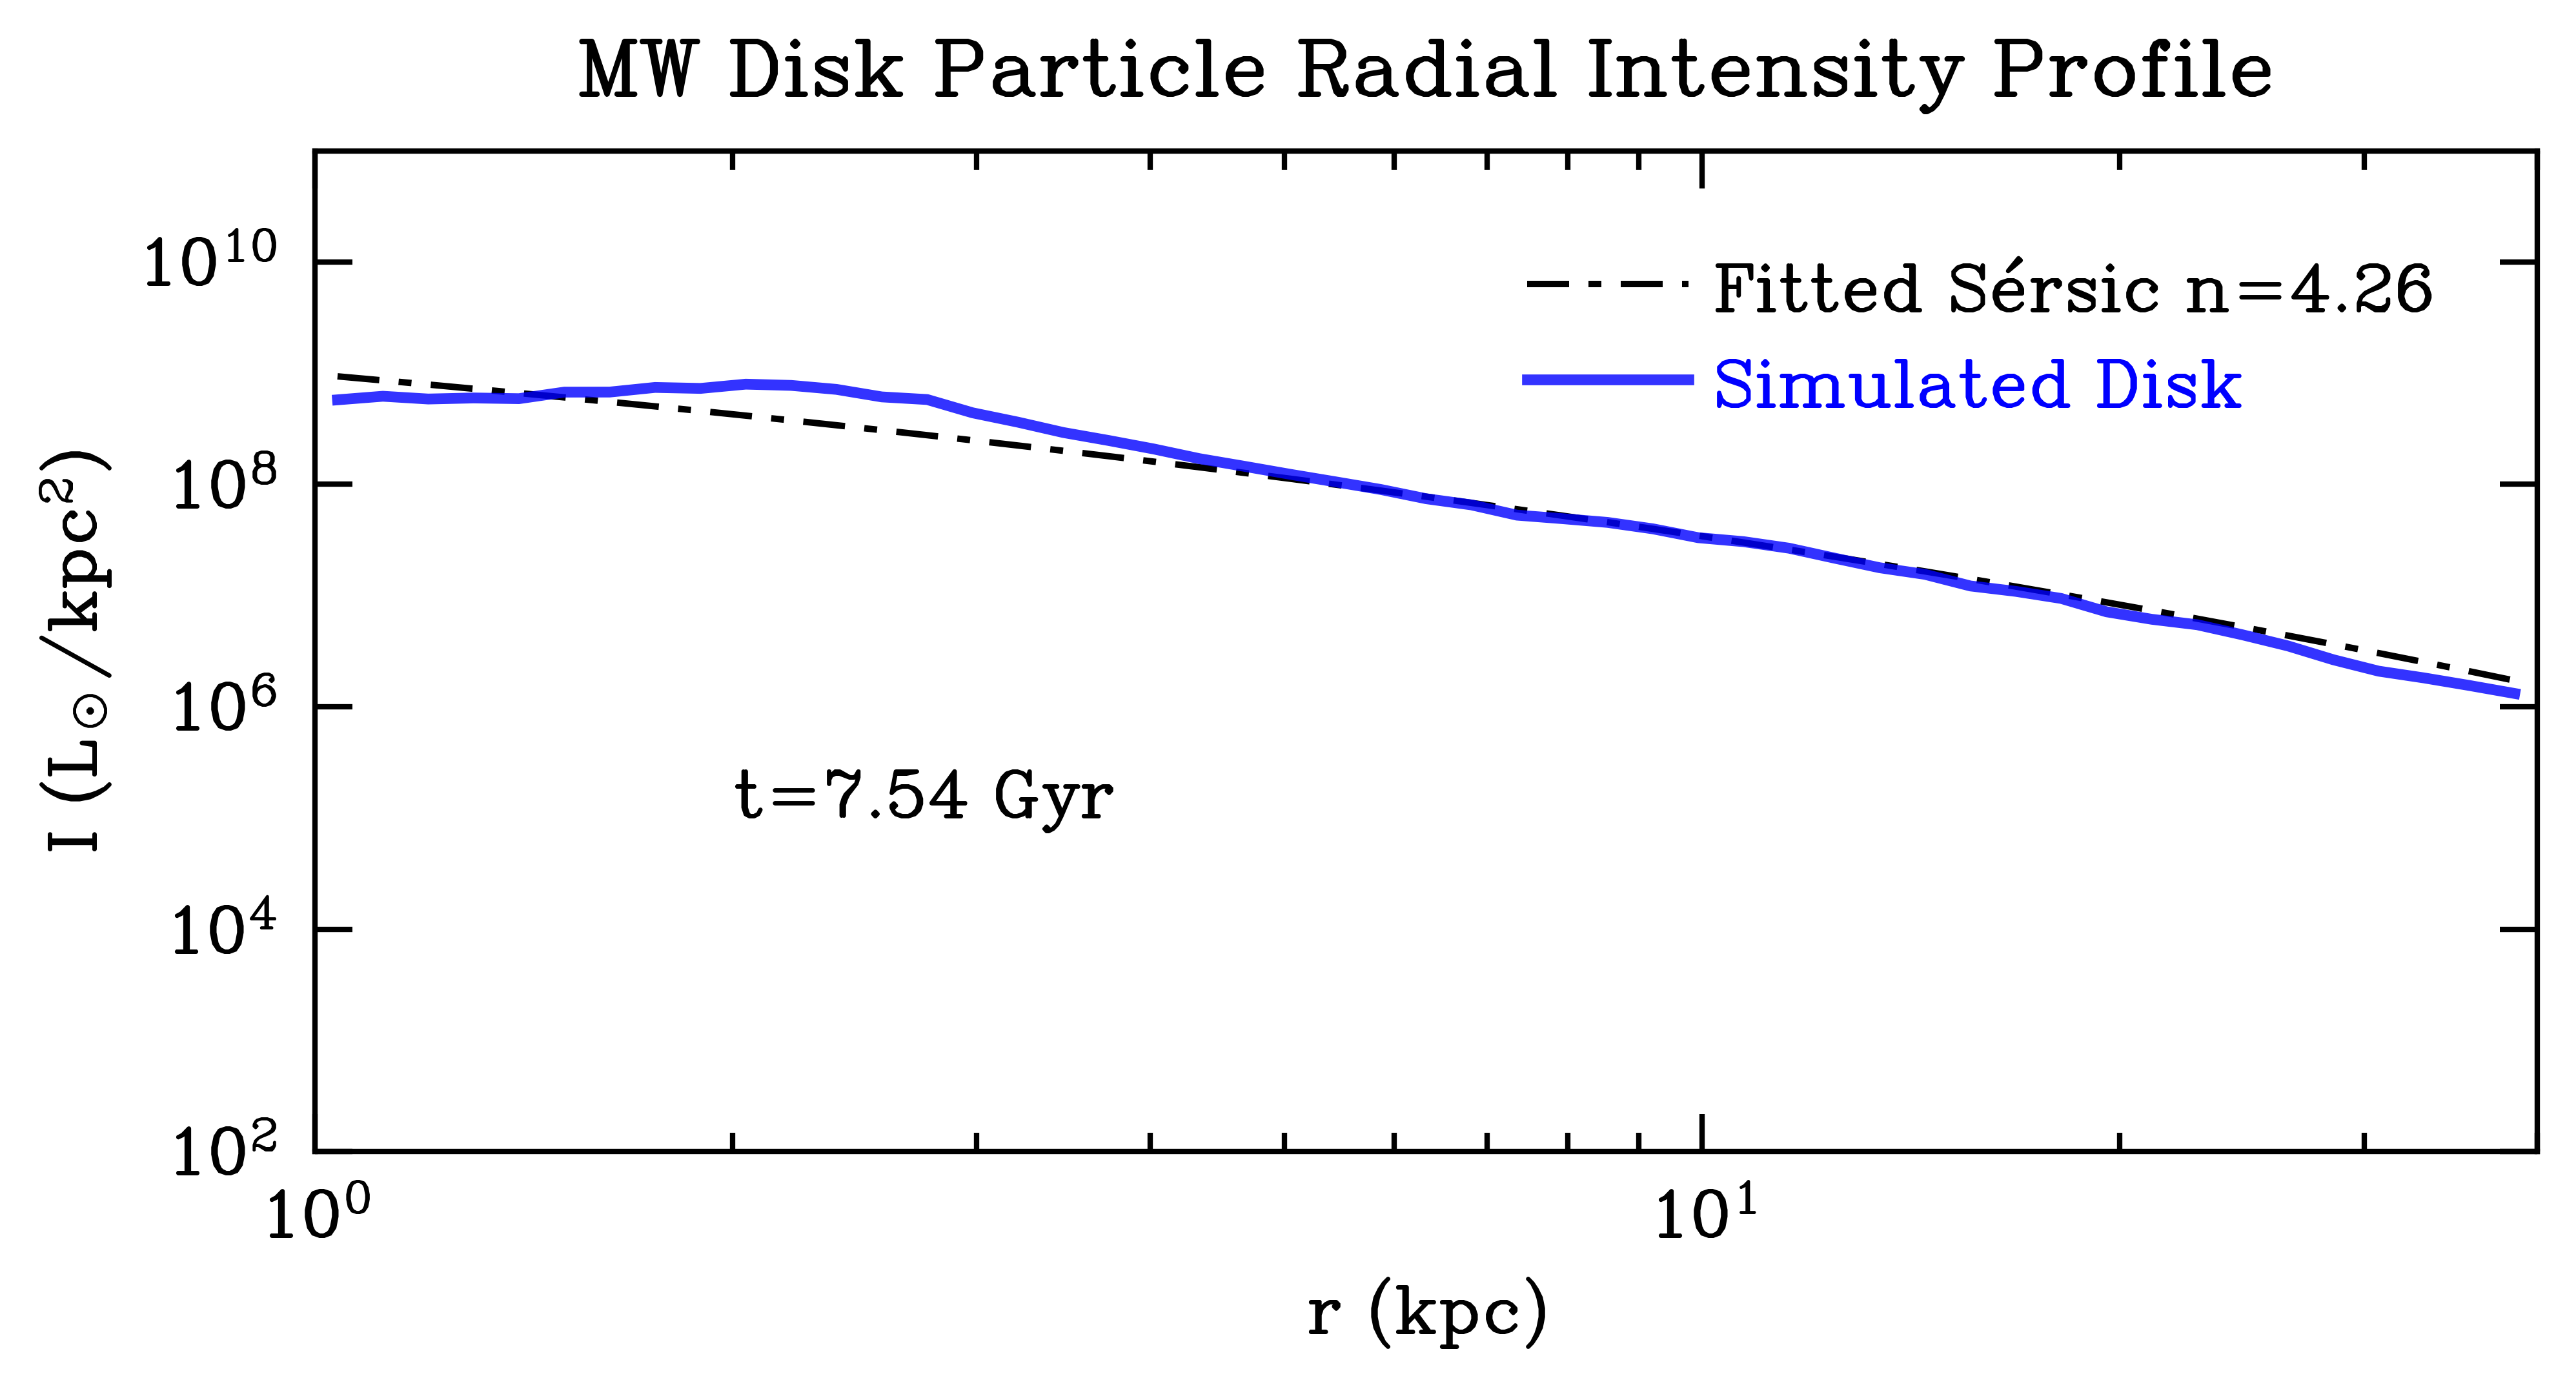 MW Disk Particle Radial Intensity Profile
10¹⁰
10⁸
10⁶
10⁴
10²
I (L☉/kpc²)
Fitted Sérsic n=4.26
Simulated Disk
t=7.54 Gyr
10⁰
10¹
r (kpc)